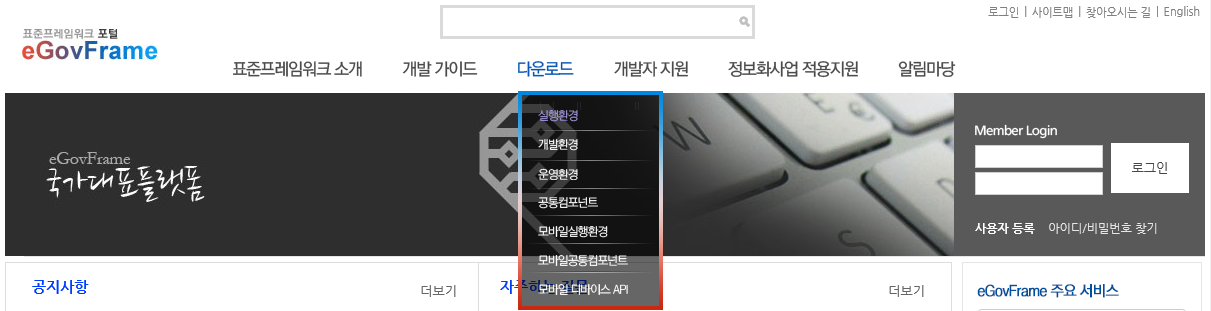 로그인 | 사이트맵 | 찾아오시는 길 | English
표준프레임워크 포털
eGovFrame
표준프레임워크 소개 개발 가이드 다운로드 개발자 지원 정보화사업 적용지원 알림마당
실행환경
개발환경
운영환경
공통컴포넌트
모바일실행환경
모바일공통컴포넌트
모바일 디바이스 API
eGovFrame
국가대표플랫폼
W
S
Member Login
로그인
사용자 등록 아이디/비밀번호 찾기
공지사항 더보기
자주하는 질문 더보기
eGovFrame 주요 서비스